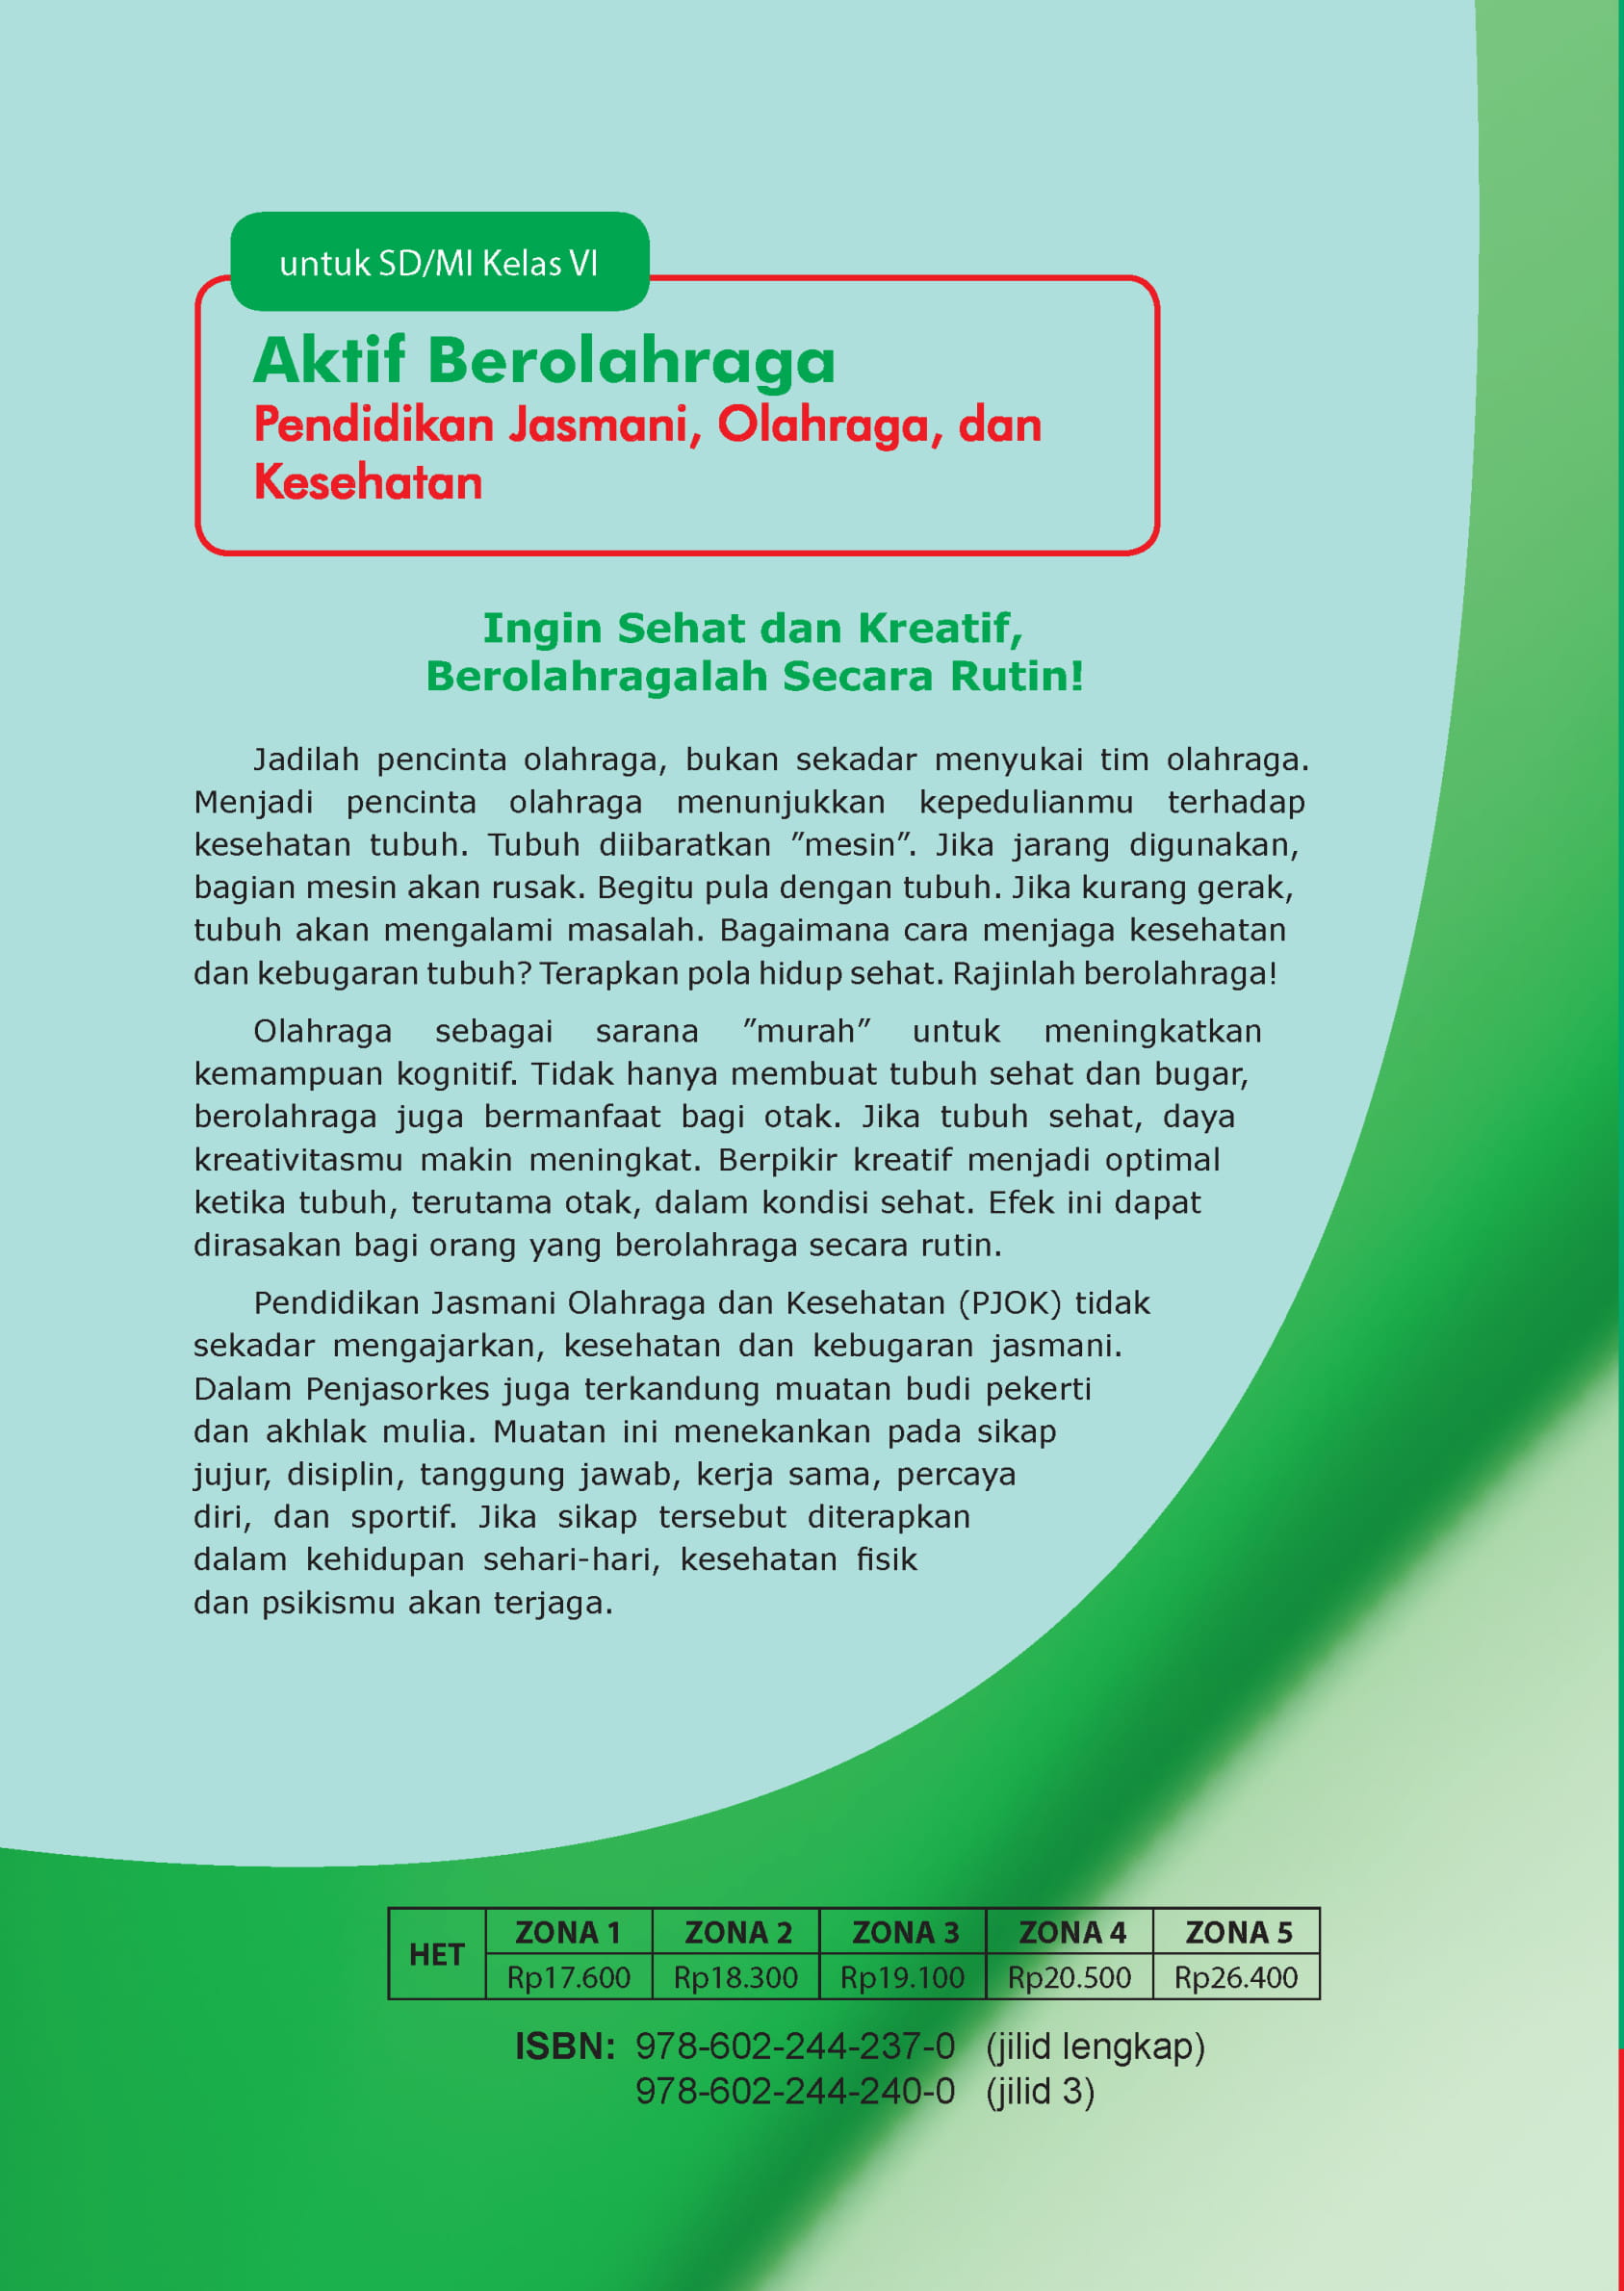 untuk SD/MI Kelas VI
Aktif Berolahraga
Pendidikan Jasmani, Olahraga, dan
Kesehatan
Ingin Sehat dan Kreatif,
Berolahragalah Secara Rutin!
Jadilah pencinta olahraga, bukan sekadar menyukai tim olahraga.
Menjadi pencinta olahraga menunjukkan kepedulianmu terhadap
kesehatan tubuh. Tubuh diibaratkan ”mesin”. Jika jarang digunakan,
bagian mesin akan rusak. Begitu pula dengan tubuh. Jika kurang gerak,
tubuh akan mengalami masalah. Bagaimana cara menjaga kesehatan
dan kebugaran tubuh? Terapkan pola hidup sehat. Rajinlah berolahraga!
Olahraga sebagai sarana ”murah” untuk meningkatkan
kemampuan kognitif. Tidak hanya membuat tubuh sehat dan bugar,
berolahraga juga bermanfaat bagi otak. Jika tubuh sehat, daya
kreativitasmu makin meningkat. Berpikir kreatif menjadi optimal
ketika tubuh, terutama otak, dalam kondisi sehat. Efek ini dapat
dirasakan bagi orang yang berolahraga secara rutin.
Pendidikan Jasmani Olahraga dan Kesehatan (PJOK) tidak
sekadar mengajarkan, kesehatan dan kebugaran jasmani.
Dalam Penjasorkes juga terkandung muatan budi pekerti
dan akhlak mulia. Muatan ini menekankan pada sikap
jujur, disiplin, tanggung jawab, kerja sama, percaya
diri, dan sportif. Jika sikap tersebut diterapkan
dalam kehidupan sehari-hari, kesehatan fisik
dan psikismu akan terjaga.
HET ZONA 1 ZONA 2 ZONA 3 ZONA 4 ZONA 5
Rp17.600 Rp18.300 Rp19.100 Rp20.500 Rp26.400
ISBN: 978-602-244-237-0 (jilid lengkap)
978-602-244-240-0 (jilid 3)